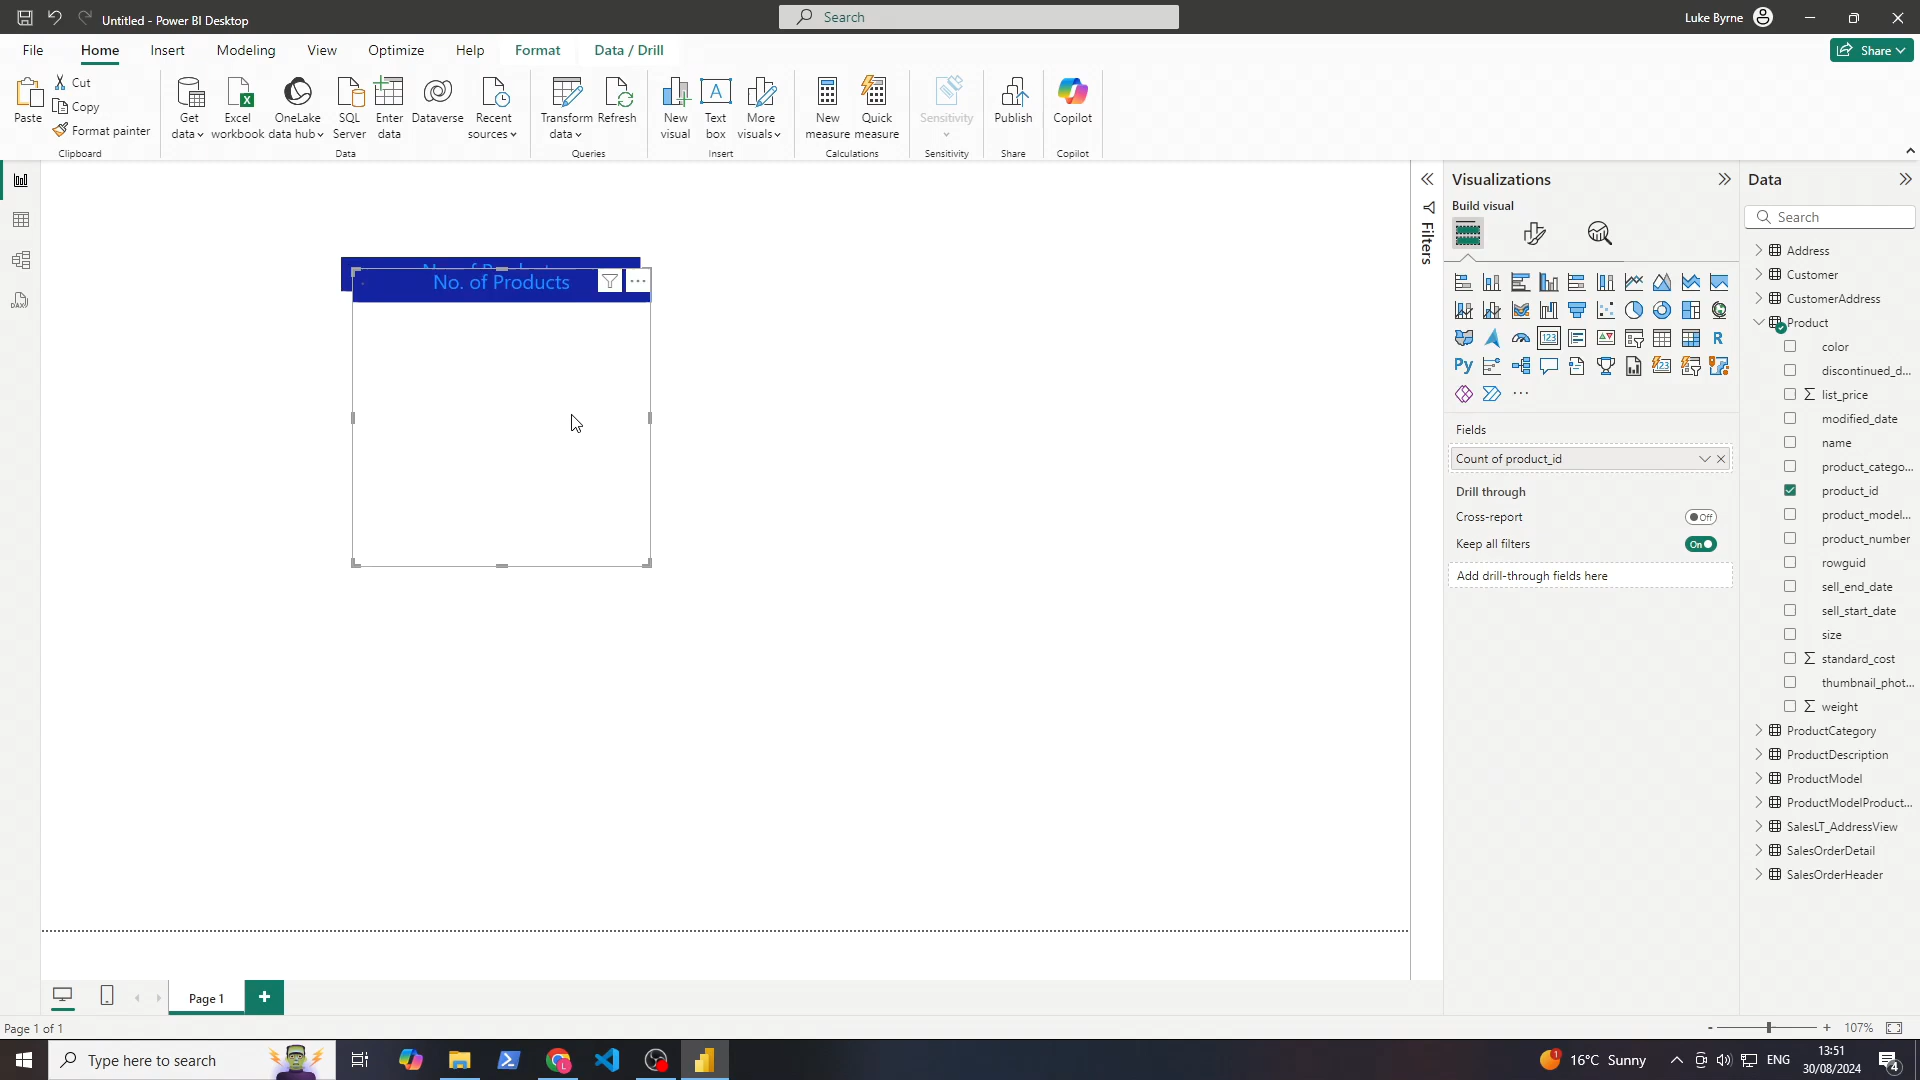 Untitled - Power BI Desktop
Search
Luke Byrne
File
Home
Insert
Modeling
View
Optimize
Help
Format
Data / Drill
Share
Paste
Cut
Copy
Format painter
Clipboard
Get data
Excel workbook
OneLake data hub
SQL Server
Enter data
Dataverse
Recent sources
Data
Transform data
Refresh
Queries
New visual
Text box
More visuals
Insert
New measure
Quick measure
Calculations
Sensitivity
Sensitivity
Publish
Share
Copilot
Copilot
No. of Products
Filters
Visualizations
Build visual
Fields
Count of product_id
Drill through
Cross-report
Off
Keep all filters
On
Add drill-through fields here
Data
Search
Address
Customer
CustomerAddress
Product
color
discontinued_d...
list_price
modified_date
name
product_catego...
product_id
product_model...
product_number
rowguid
sell_end_date
sell_start_date
size
standard_cost
thumbnail_phot...
weight
ProductCategory
ProductDescription
ProductModel
ProductModelProduct...
SalesLT_AddressView
SalesOrderDetail
SalesOrderHeader
Page 1
Page 1 of 1
- + 107%
Type here to search
16°C Sunny
ENG
13:51
30/08/2024
4